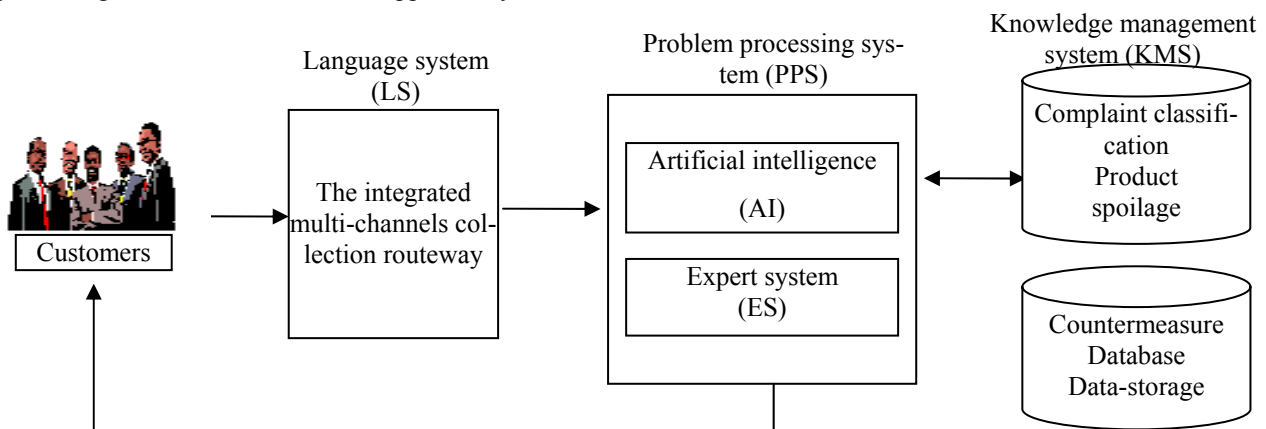 Knowledge management
system (KMS)
Problem processing sys-
tem (PPS)
Language system
(LS)
Customers
The integrated
multi-channels col-
lection routeway
Artificial intelligence
(AI)
Expert system
(ES)
Complaint classifi-
cation
Product
spoilage
Countermeasure
Database
Data-storage